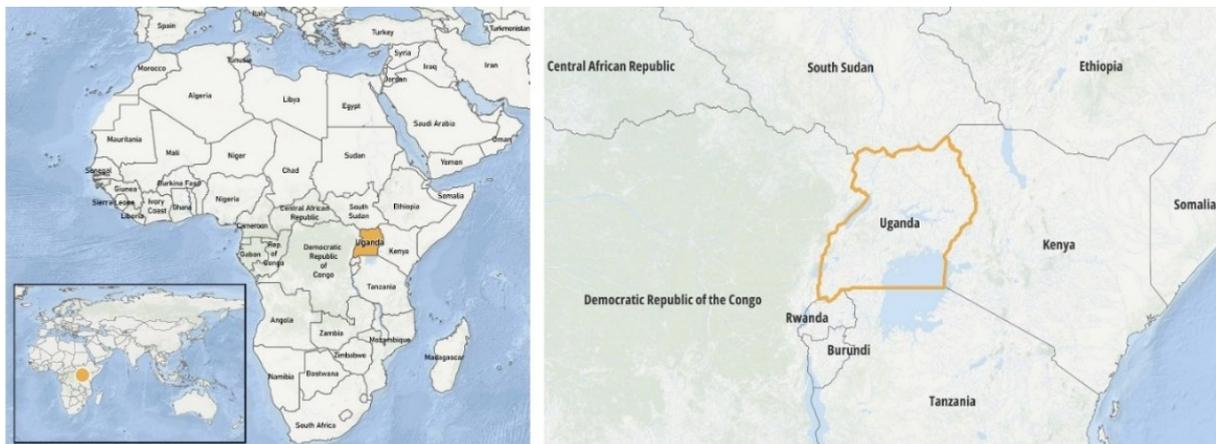 Spain
Italy
Turkey
Turkmenistan
Tunisia
Syria
Iraq
Iran
Jordan
Morocco
Algeria
Libya
Egypt
Saudi Arabia
Oman
Mauritania
Mali
Niger
Chad
Sudan
Yemen
Senegal
Guinea
Burkina Faso
Sierra Leone
Ivory
Coast
Ghana
Liberia
Nigeria
Central African
Republic
South
Sudan
Ethiopia
Somalia
Cameroon
Gabon
Rep.
of
Congo
Democratic
Republic
of
Congo
Uganda
Kenya
Tanzania
Angola
Zambia
Mozambique
Zimbabwe
Madagascar
Namibia
Botswana
South Africa
Central African Republic
South Sudan
Ethiopia
Uganda
Somalia
Kenya
Democratic Republic of the Congo
Rwanda
Burundi
Tanzania